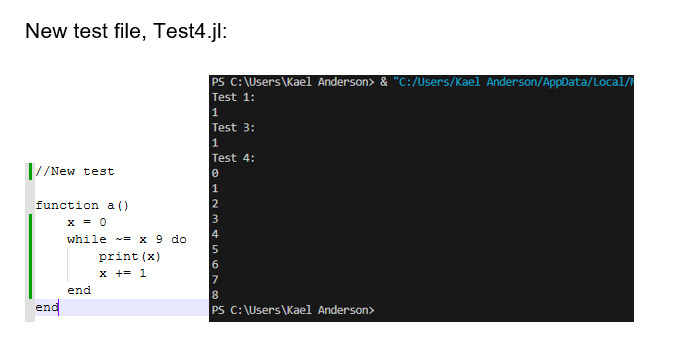 New test file, Test4.jl:
//New test
function a()
    x = 0
    while ~= x 9 do
        print(x)
        x += 1
    end
end
PS C:\Users\Kael Anderson> & "C:/Users/Kael Anderson/AppData/Local/
Test 1:
1
Test 3:
1
Test 4:
0
1
2
3
4
5
6
7
8
PS C:\Users\Kael Anderson>